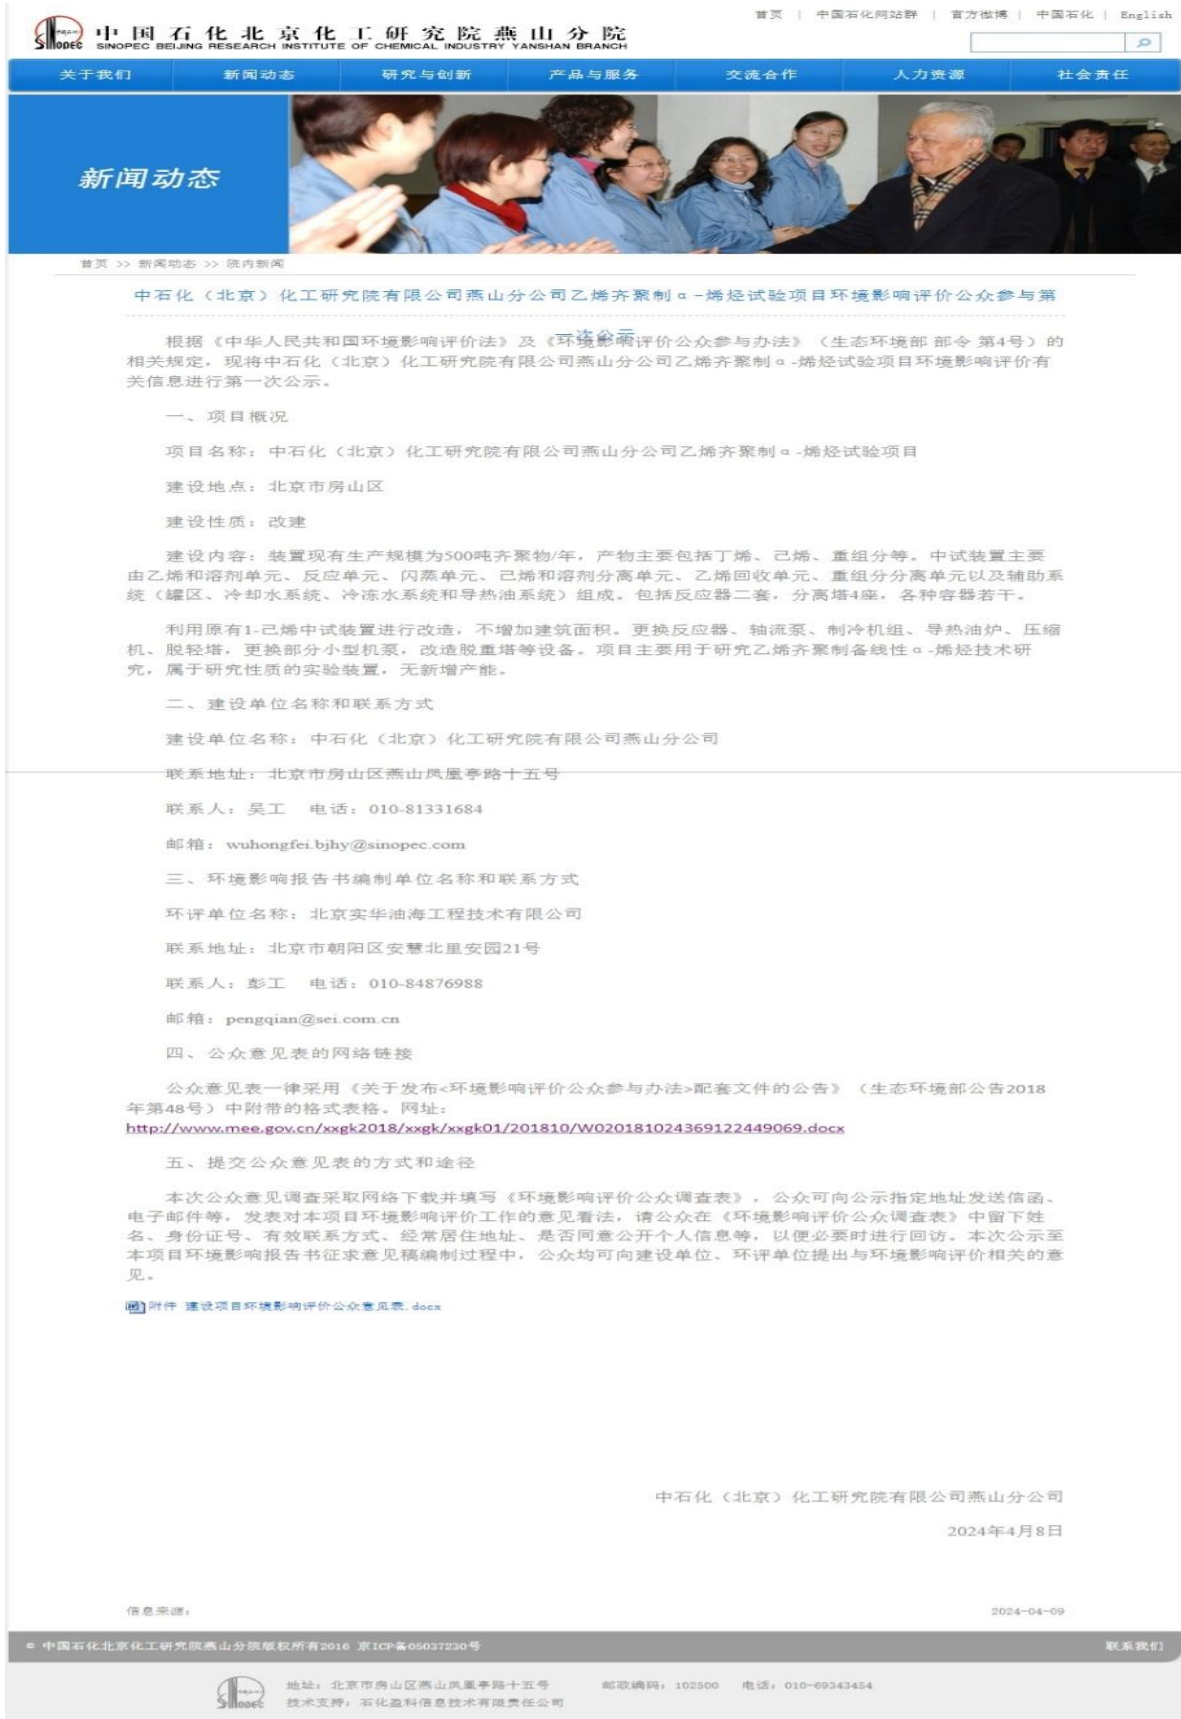 首页 | 中国石化网站群 | 官方微博 | 中国石化 | English
中国石化北京化工研究院燕山分院
SINOPEC SINOPEC BEIJING RESEARCH INSTITUTE OF CHEMICAL INDUSTRY YANSHAN BRANCH
关于我们 新闻动态 研究与创新 产品与服务 交流合作 人力资源 社会责任
新闻动态
首页 >> 新闻动态 >> 院内新闻
中石化（北京）化工研究院有限公司燕山分公司乙烯齐聚制α-烯烃试验项目环境影响评价公众参与第
一次公示
根据《中华人民共和国环境影响评价法》及《环境影响评价公众参与办法》（生态环境部 部令 第4号）的
相关规定，现将中石化（北京）化工研究院有限公司燕山分公司乙烯齐聚制α-烯烃试验项目环境影响评价有
关信息进行第一次公示。
一、项目概况
项目名称：中石化（北京）化工研究院有限公司燕山分公司乙烯齐聚制α-烯烃试验项目
建设地点：北京市房山区
建设性质：改建
建设内容：装置现有生产规模为500吨齐聚物/年，产物主要包括丁烯、己烯、重组分等。中试装置主要
由乙烯和溶剂单元、反应单元、闪蒸单元、己烯和溶剂分离单元、乙烯回收单元、重组分分离单元以及辅助系
统（罐区、冷却水系统、冷冻水系统和导热油系统）组成。包括反应器二套，分离塔4座，各种容器若干。
利用原有1-己烯中试装置进行改造，不增加建筑面积。更换反应器、轴流泵、制冷机组、导热油炉、压缩
机、脱轻塔，更换部分小型机泵，改造脱重塔等设备。项目主要用于研究乙烯齐聚制备线性α-烯烃技术研
究，属于研究性质的实验装置，无新增产能。
二、建设单位名称和联系方式
建设单位名称：中石化（北京）化工研究院有限公司燕山分公司
联系地址：北京市房山区燕山凤凰亭路十五号
联系人：吴工 电话：010-81331684
邮箱：wuhongfei.bjhy@sinopec.com
三、环境影响报告书编制单位名称和联系方式
环评单位名称：北京实华油海工程技术有限公司
联系地址：北京市朝阳区安慧北里安园21号
联系人：彭工 电话：010-84876988
邮箱：pengqian@sei.com.cn
四、公众意见表的网络链接
公众意见表一律采用《关于发布<环境影响评价公众参与办法>配套文件的公告》（生态环境部公告2018
年第48号）中附带的格式表格。网址：
http://www.mee.gov.cn/xxgk2018/xxgk/xxgk01/201810/W020181024369122449069.docx
五、提交公众意见表的方式和途径
本次公众意见调查采取网络下载并填写《环境影响评价公众调查表》，公众可向公示指定地址发送信函、
电子邮件等，发表对本项目环境影响评价工作的意见看法，请公众在《环境影响评价公众调查表》中留下姓
名、身份证号、有效联系方式、经常居住地址、是否同意公开个人信息等，以便必要时进行回访。本次公示至
本项目环境影响报告书征求意见稿编制过程中，公众均可向建设单位、环评单位提出与环境影响评价相关的意
见。
附件 建设项目环境影响评价公众意见表.docx
中石化（北京）化工研究院有限公司燕山分公司
2024年4月8日
信息来源： 2024-04-09
© 中国石化北京化工研究院燕山分院版权所有2016 京ICP备05037230号 联系我们
地址：北京市房山区燕山凤凰亭路十五号 邮政编码：102500 电话：010-69343454
SINOPEC 技术支持：石化盈科信息技术有限责任公司